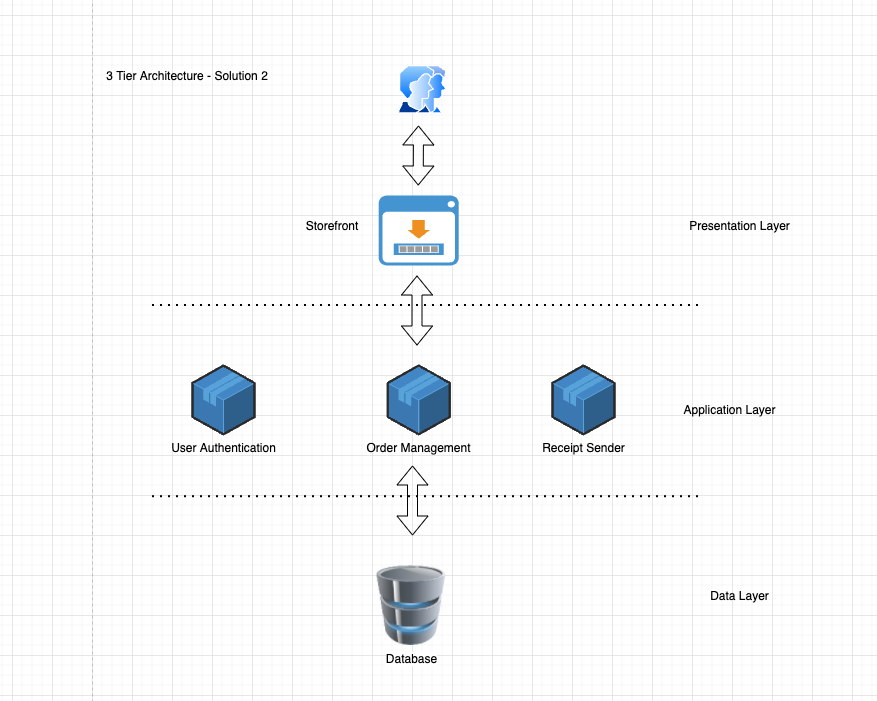 3 Tier Architecture - Solution 2
Storefront
Presentation Layer
Application Layer
User Authentication
Order Management
Receipt Sender
Data Layer
Database